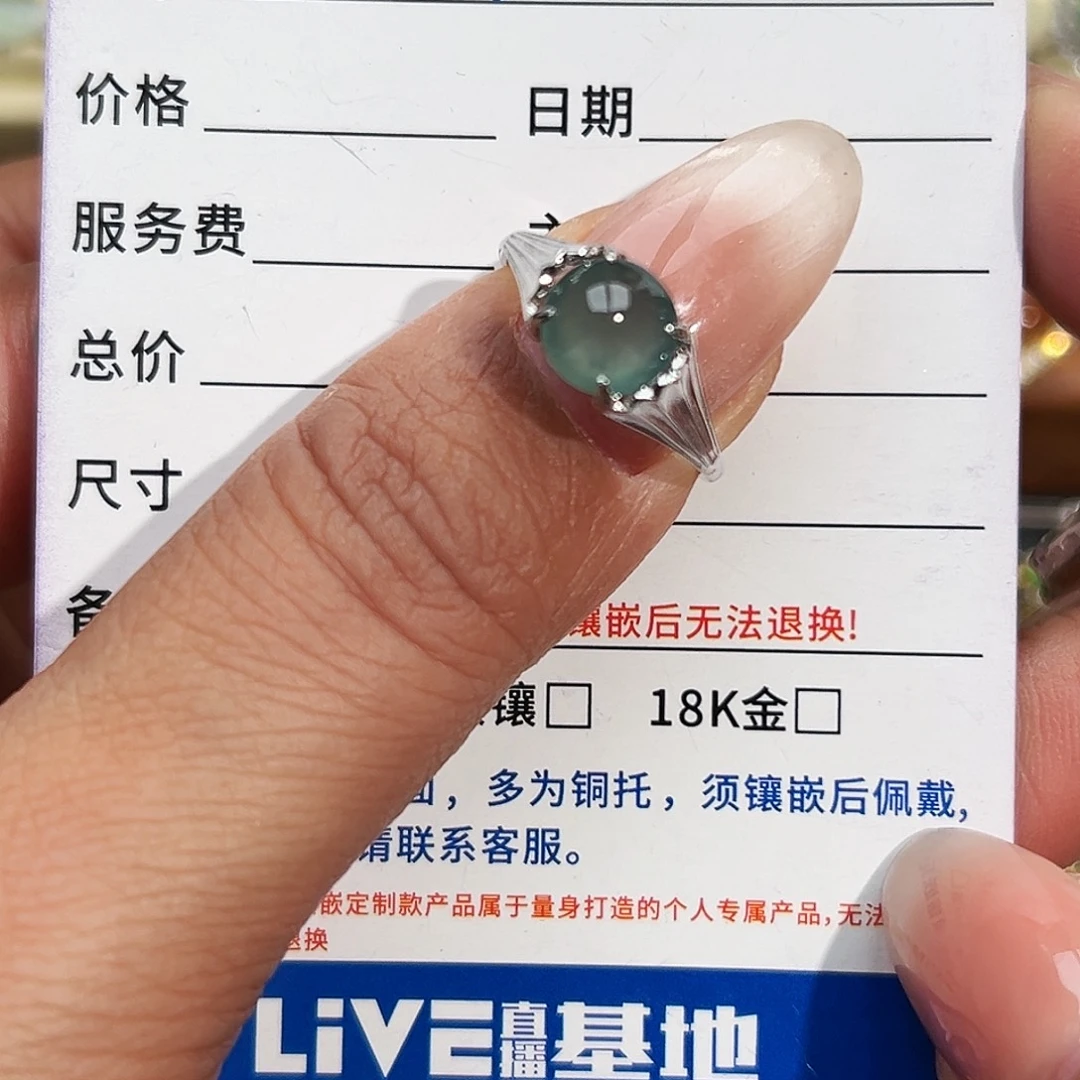 价格 日期
服务费
总价
尺寸
镶嵌后无法退换!
镶□ 18K金□
，多为铜托，须镶嵌后佩戴，
请联系客服。
嵌定制款产品属于量身打造的个人专属产品，无法
退换
LiVE直播基地